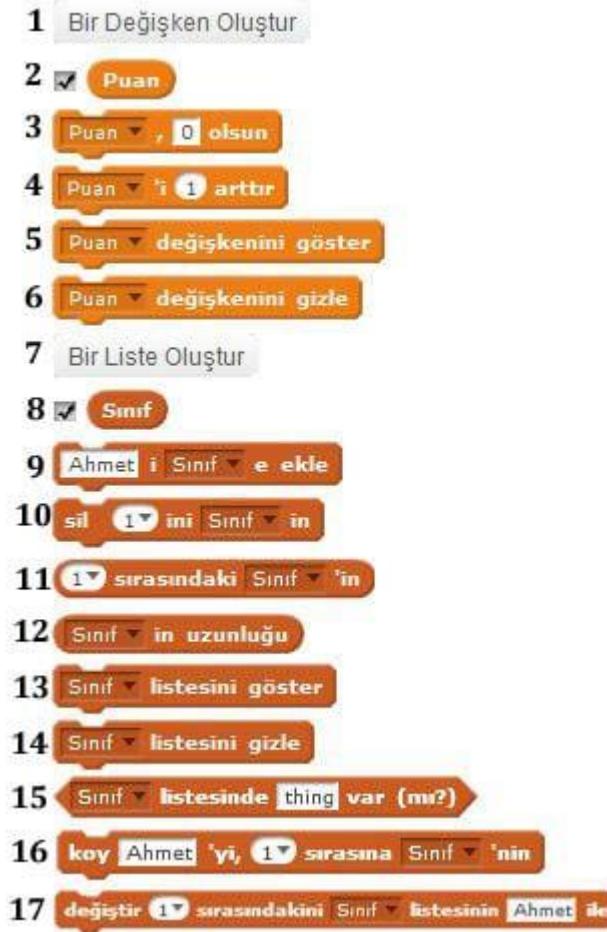 1 Bir Değişken Oluştur
2 Puan
3 Puan , 0 olsun
4 Puan 'i 1 arttır
5 Puan değişkenini göster
6 Puan değişkenini gizle
7 Bir Liste Oluştur
8 Sınıf
9 Ahmet i Sınıf e ekle
10 sil 1 ini Sınıf in
11 1 sırasındaki Sınıf 'in
12 Sınıf in uzunluğu
13 Sınıf listesini göster
14 Sınıf listesini gizle
15 Sınıf listesinde thing var (mı?)
16 koy Ahmet 'yi, 1 sırasına Sınıf 'nin
17 değiştir 1 sırasındakini Sınıf listesinin Ahmet ile